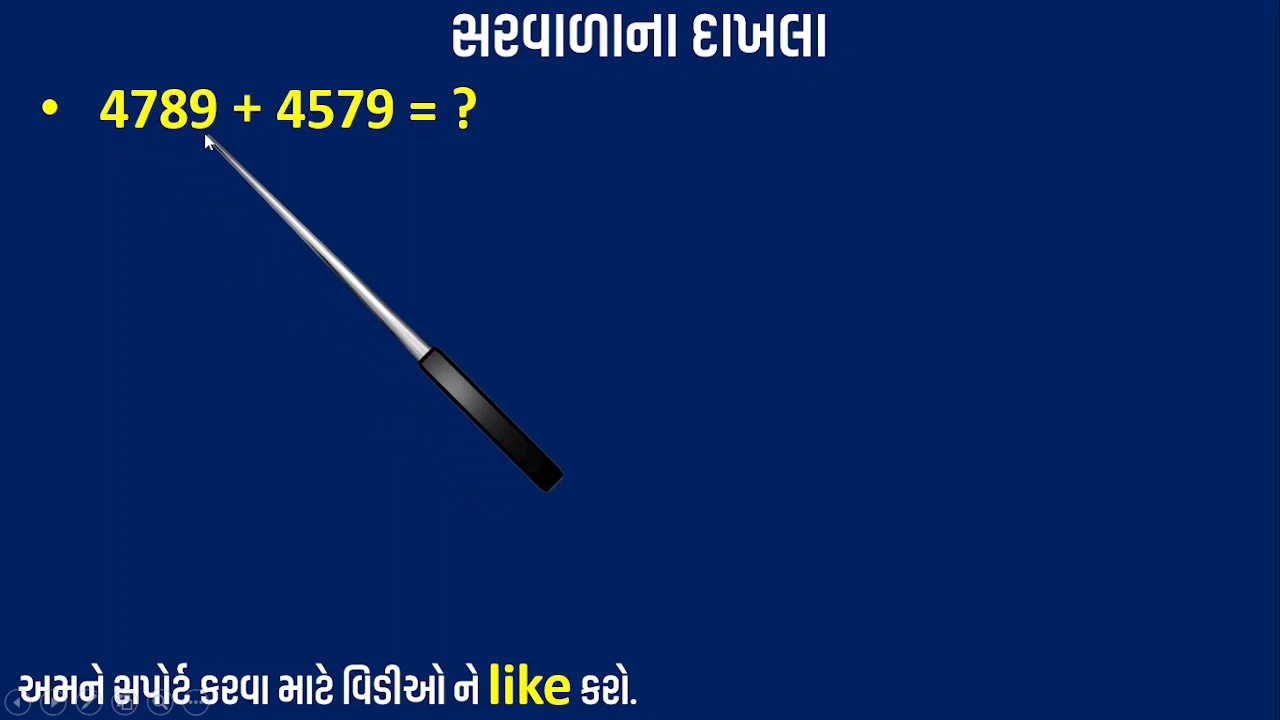 સરવાળાના દાખલા
• 4789 + 4579 = ?
અમને સપોર્ટ કરવા માટે વિડીઓ ને like કરો.